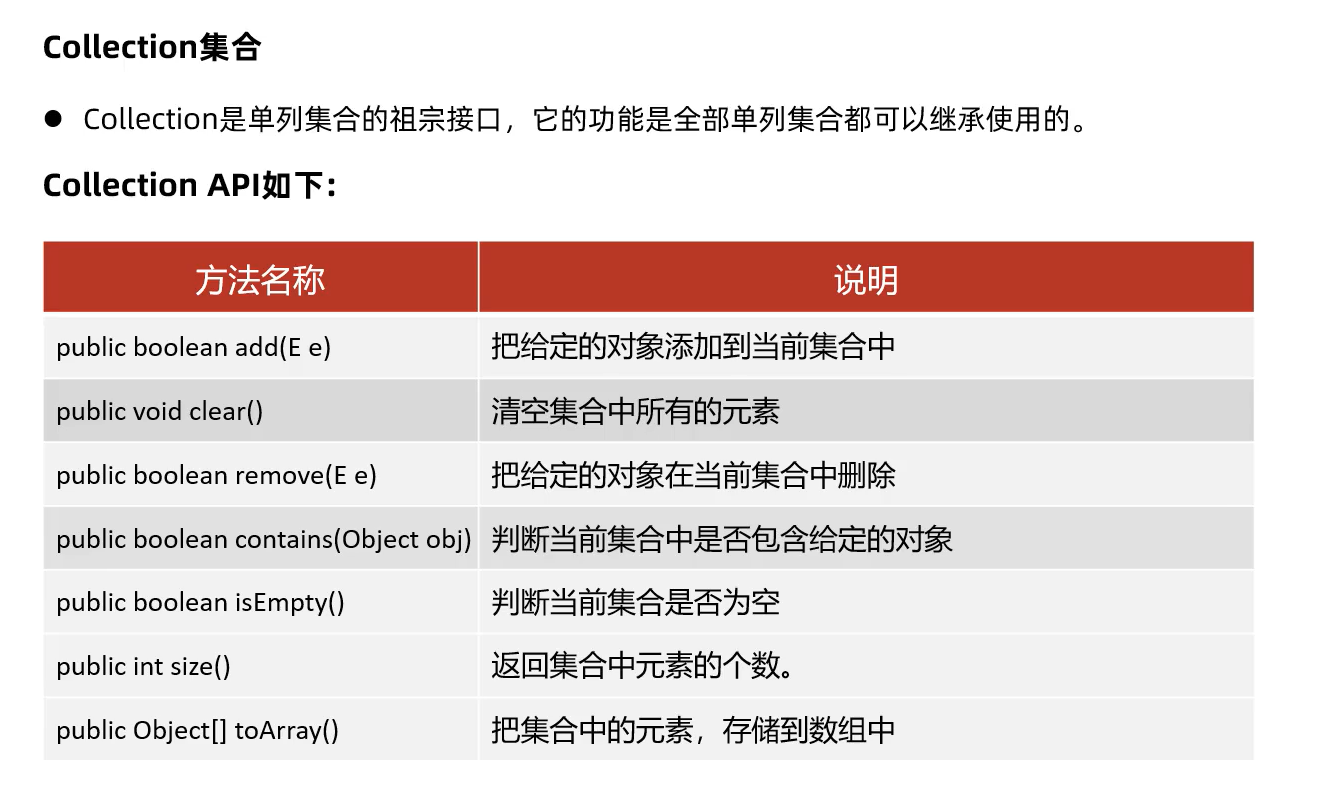 Collection集合
● Collection是单列集合的祖宗接口，它的功能是全部单列集合都可以继承使用的。
Collection API如下：
方法名称 说明
public boolean add(E e) 把给定的对象添加到当前集合中
public void clear() 清空集合中所有的元素
public boolean remove(E e) 把给定的对象在当前集合中删除
public boolean contains(Object obj) 判断当前集合中是否包含给定的对象
public boolean isEmpty() 判断当前集合是否为空
public int size() 返回集合中元素的个数。
public Object[] toArray() 把集合中的元素，存储到数组中